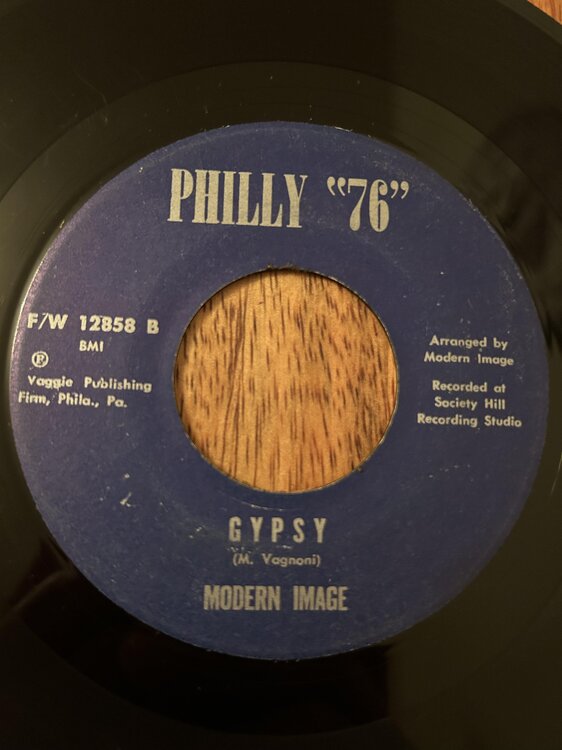 PHILLY “76”
F/W 12858 B
BMI
℗
Vaggie Publishing
Firm, Phila., Pa.
Arranged by
Modern Image
Recorded at
Society Hill
Recording Studio
GYPSY
(M. Vagnoni)
MODERN IMAGE